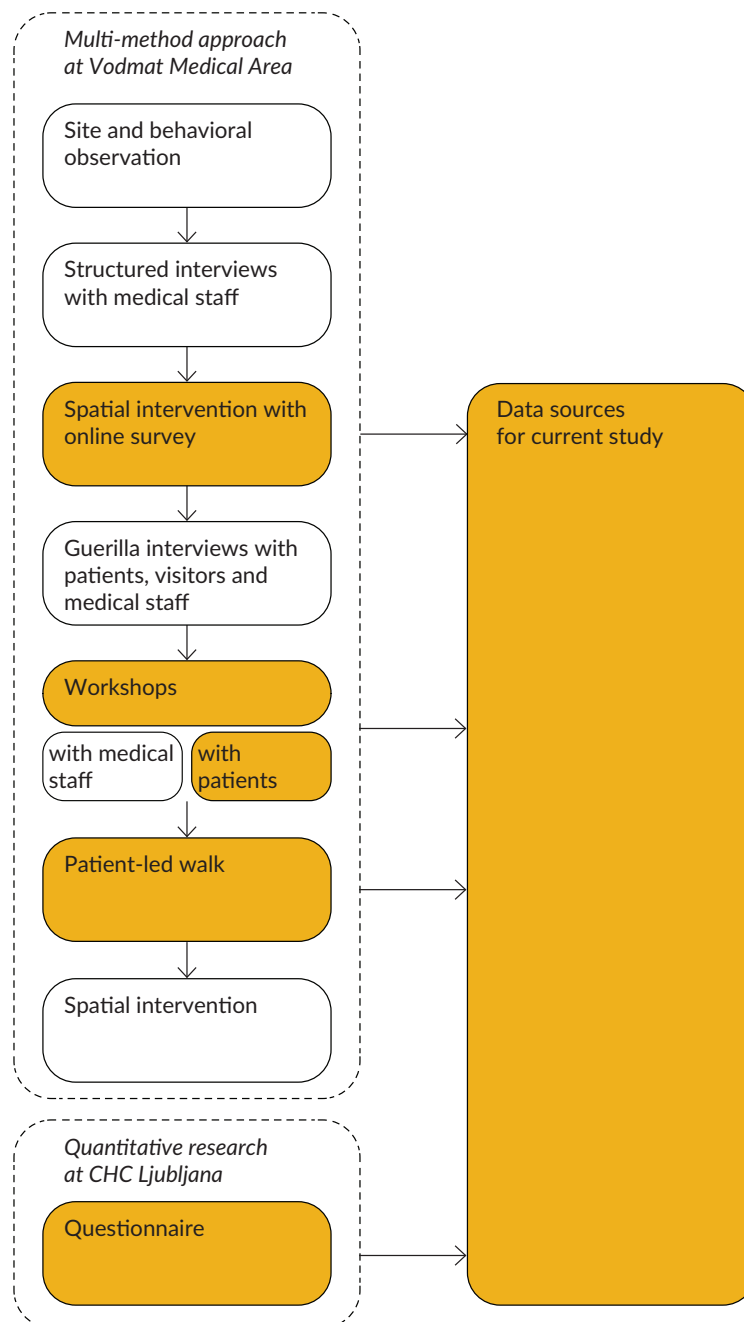 Multi-method approach
at Vodmat Medical Area
Site and behavioral
observation
Structured interviews
with medical staff
Spatial intervention with
online survey
Data sources
for current study
Guerilla interviews with
patients, visitors and
medical staff
Workshops
with medical
staff
with
patients
Patient-led walk
Spatial intervention
Quantitative research
at CHC Ljubljana
Questionnaire